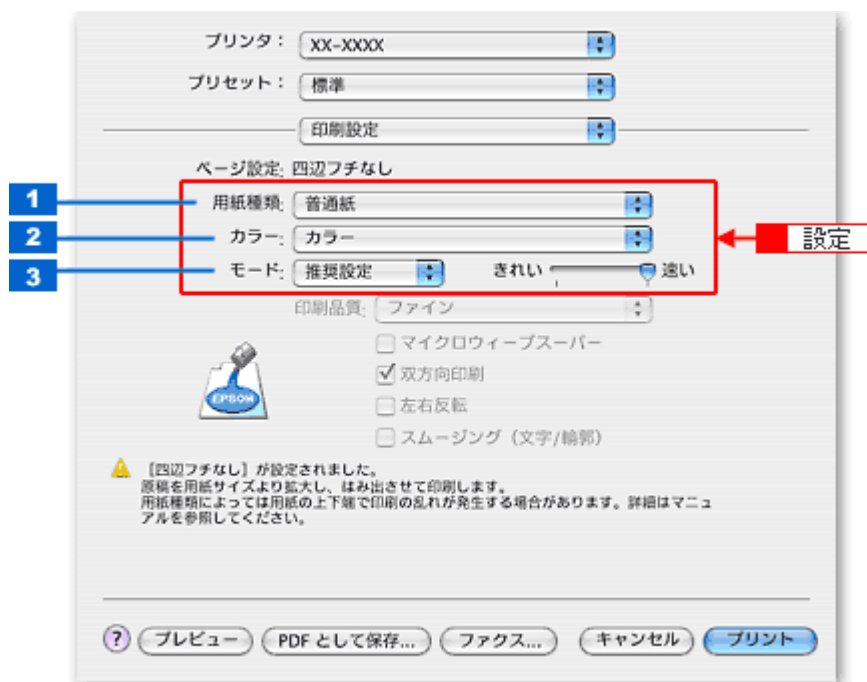 プリンタ： XX-XXXX
プリセット： 標準
印刷設定
ページ設定: 四辺フチなし
1 用紙種類: 普通紙
2 カラー: カラー
設定
3 モード: 推奨設定 きれい 速い
印刷品質: ファイン
マイクロウィーブスーパー
双方向印刷
左右反転
スムージング（文字/輪郭）
EPSON
［四辺フチなし］が設定されました。
原稿を用紙サイズより拡大し、はみ出させて印刷します。
用紙種類によっては用紙の上下端で印刷の乱れが発生する場合があります。詳細はマニュ
アルを参照してください。
? プレビュー PDF として保存... ファクス... キャンセル プリント